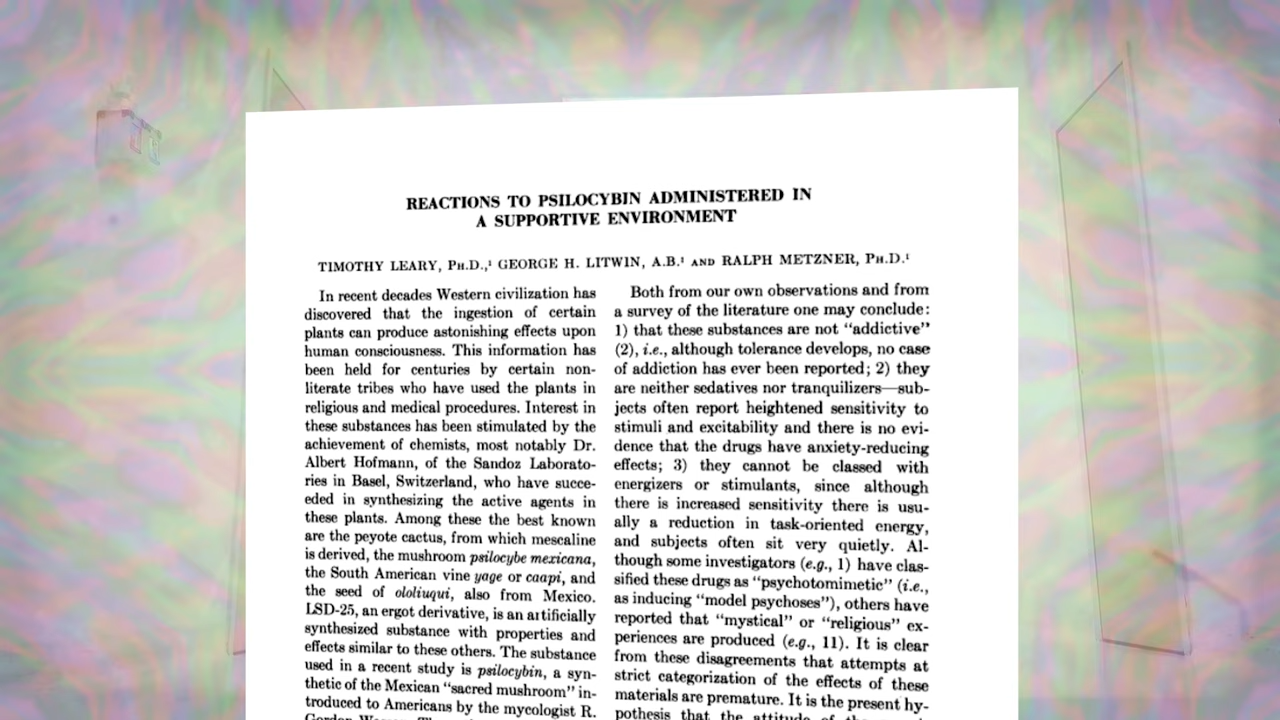 REACTIONS TO PSILOCYBIN ADMINISTERED IN
A SUPPORTIVE ENVIRONMENT
TIMOTHY LEARY, Ph.D.,¹ GEORGE H. LITWIN, A.B.¹ AND RALPH METZNER, Ph.D.¹
In recent decades Western civilization has
discovered that the ingestion of certain
plants can produce astonishing effects upon
human consciousness. This information has
been held for centuries by certain non-
literate tribes who have used the plants in
religious and medical procedures. Interest in
these substances has been stimulated by the
achievement of chemists, most notably Dr.
Albert Hofmann, of the Sandoz Laborato-
ries in Basel, Switzerland, who have succe-
eded in synthesizing the active agents in
these plants. Among these the best known
are the peyote cactus, from which mescaline
is derived, the mushroom psilocybe mexicana,
the South American vine yage or caapi, and
the seed of ololiuqui, also from Mexico.
LSD-25, an ergot derivative, is an artificially
synthesized substance with properties and
effects similar to these others. The substance
used in a recent study is psilocybin, a syn-
thetic of the Mexican “sacred mushroom” in-
troduced to Americans by the mycologist R.
Both from our own observations and from
a survey of the literature one may conclude:
1) that these substances are not “addictive”
(2), i.e., although tolerance develops, no case
of addiction has ever been reported; 2) they
are neither sedatives nor tranquilizers—sub-
jects often report heightened sensitivity to
stimuli and excitability and there is no evi-
dence that the drugs have anxiety-reducing
effects; 3) they cannot be classed with
energizers or stimulants, since although
there is increased sensitivity there is usu-
ally a reduction in task-oriented energy,
and subjects often sit very quietly. Al-
though some investigators (e.g., 1) have clas-
sified these drugs as “psychotomimetic” (i.e.,
as inducing “model psychoses”), others have
reported that “mystical” or “religious” ex-
periences are produced (e.g., 11). It is clear
from these disagreements that attempts at
strict categorization of the effects of these
materials are premature. It is the present hy-
pothesis that the attitude of